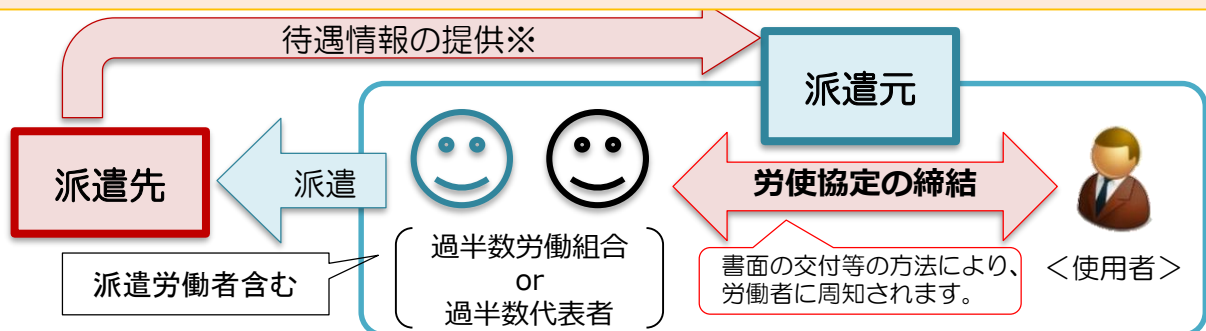 待遇情報の提供※
派遣元
派遣先
派遣
労使協定の締結
過半数労働組合
or
過半数代表者
派遣労働者含む
書面の交付等の方法により、
労働者に周知されます。
＜使用者＞